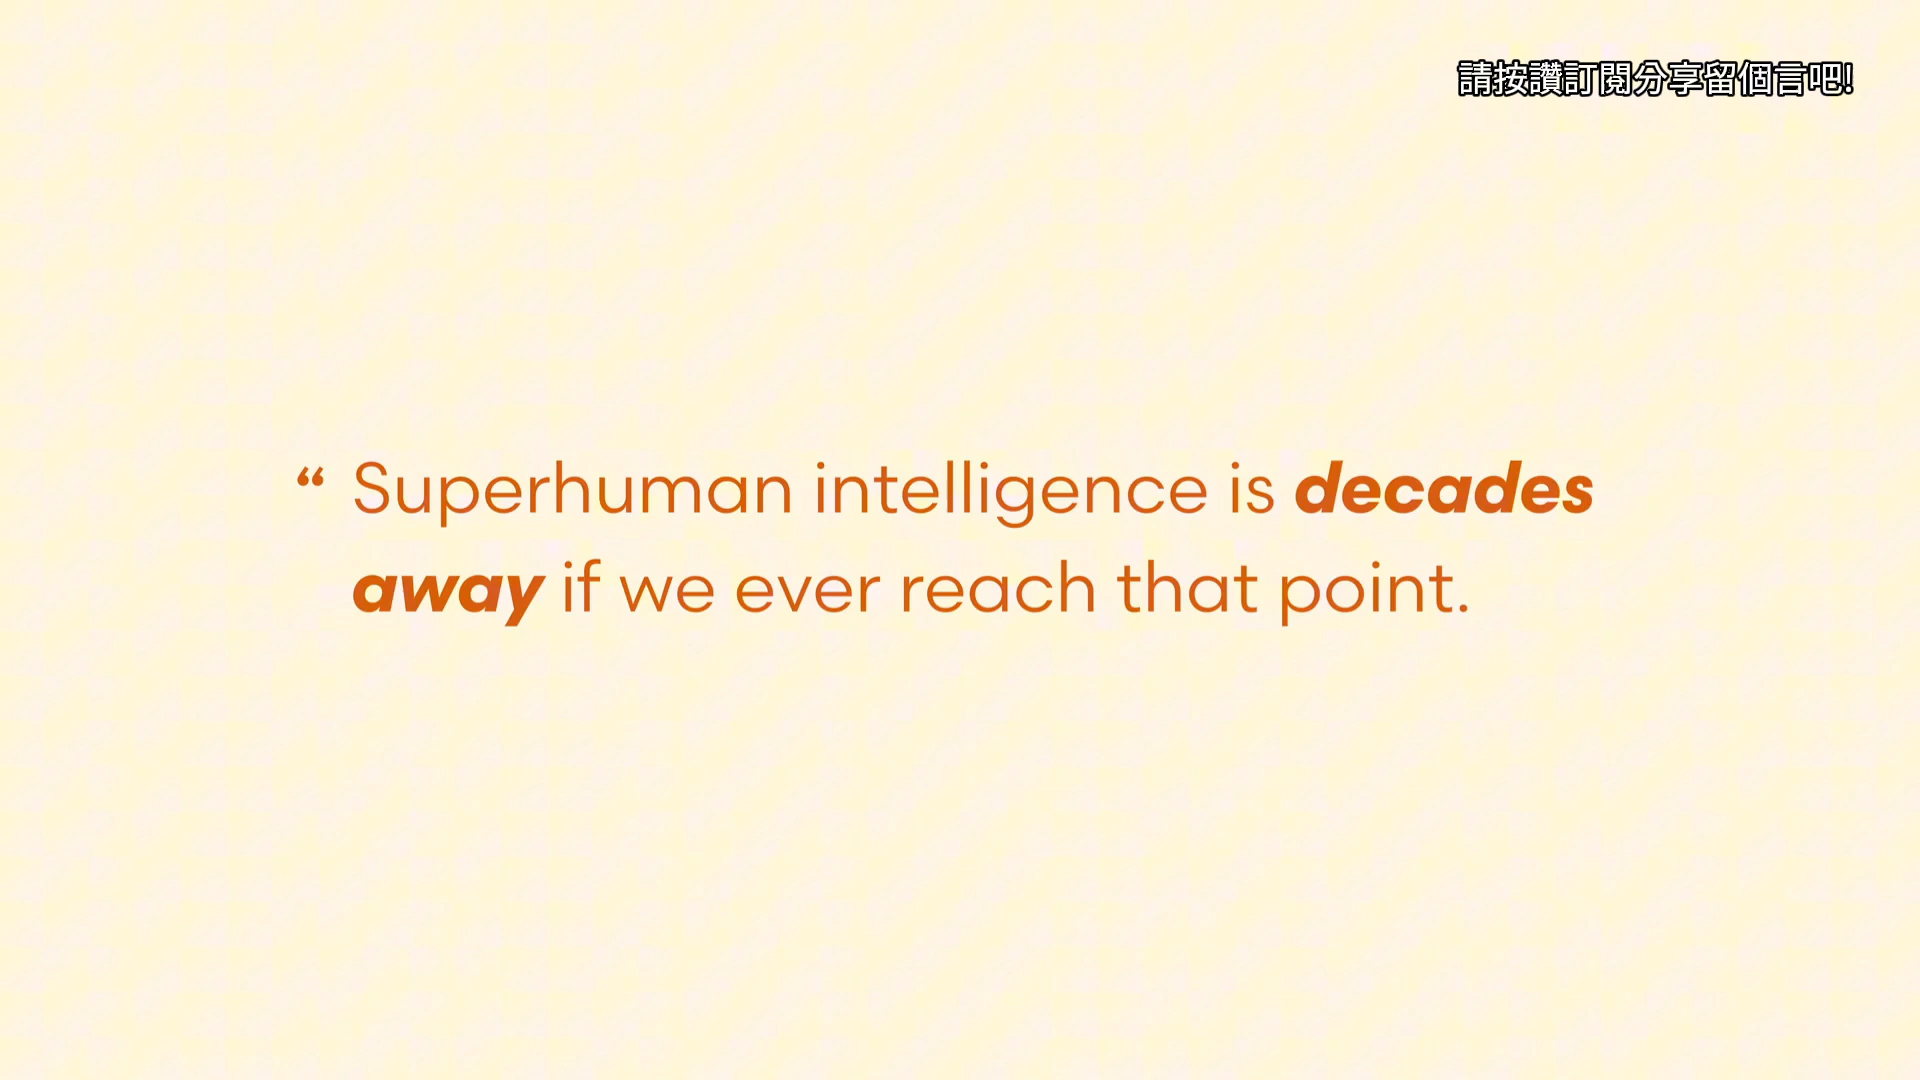 請按讚訂閱分享留個言吧!
“ Superhuman intelligence is decades
away if we ever reach that point.